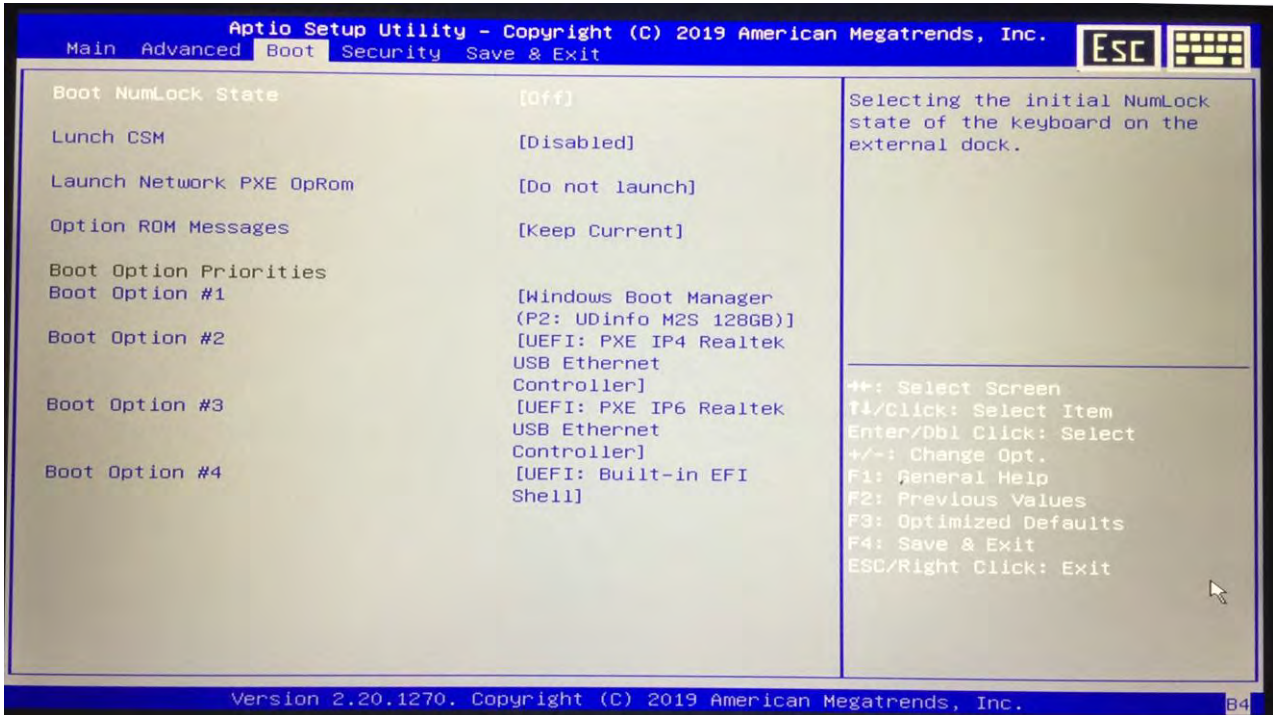 Aptio Setup Utility – Copyright (C) 2019 American Megatrends, Inc.
Main Advanced Boot Security Save & Exit
Esc
Boot NumLock State [Off]
Lunch CSM [Disabled]
Launch Network PXE OpRom [Do not launch]
Option ROM Messages [Keep Current]
Boot Option Priorities
Boot Option #1 [Windows Boot Manager
(P2: UDinfo M2S 128GB)]
Boot Option #2 [UEFI: PXE IP4 Realtek
USB Ethernet
Controller]
Boot Option #3 [UEFI: PXE IP6 Realtek
USB Ethernet
Controller]
Boot Option #4 [UEFI: Built-in EFI
Shell]
Selecting the initial NumLock
state of the keyboard on the
external dock.
→←: Select Screen
↑↓/Click: Select Item
Enter/Dbl Click: Select
+/-: Change Opt.
F1: General Help
F2: Previous Values
F3: Optimized Defaults
F4: Save & Exit
ESC/Right Click: Exit
Version 2.20.1270. Copyright (C) 2019 American Megatrends, Inc.
B4